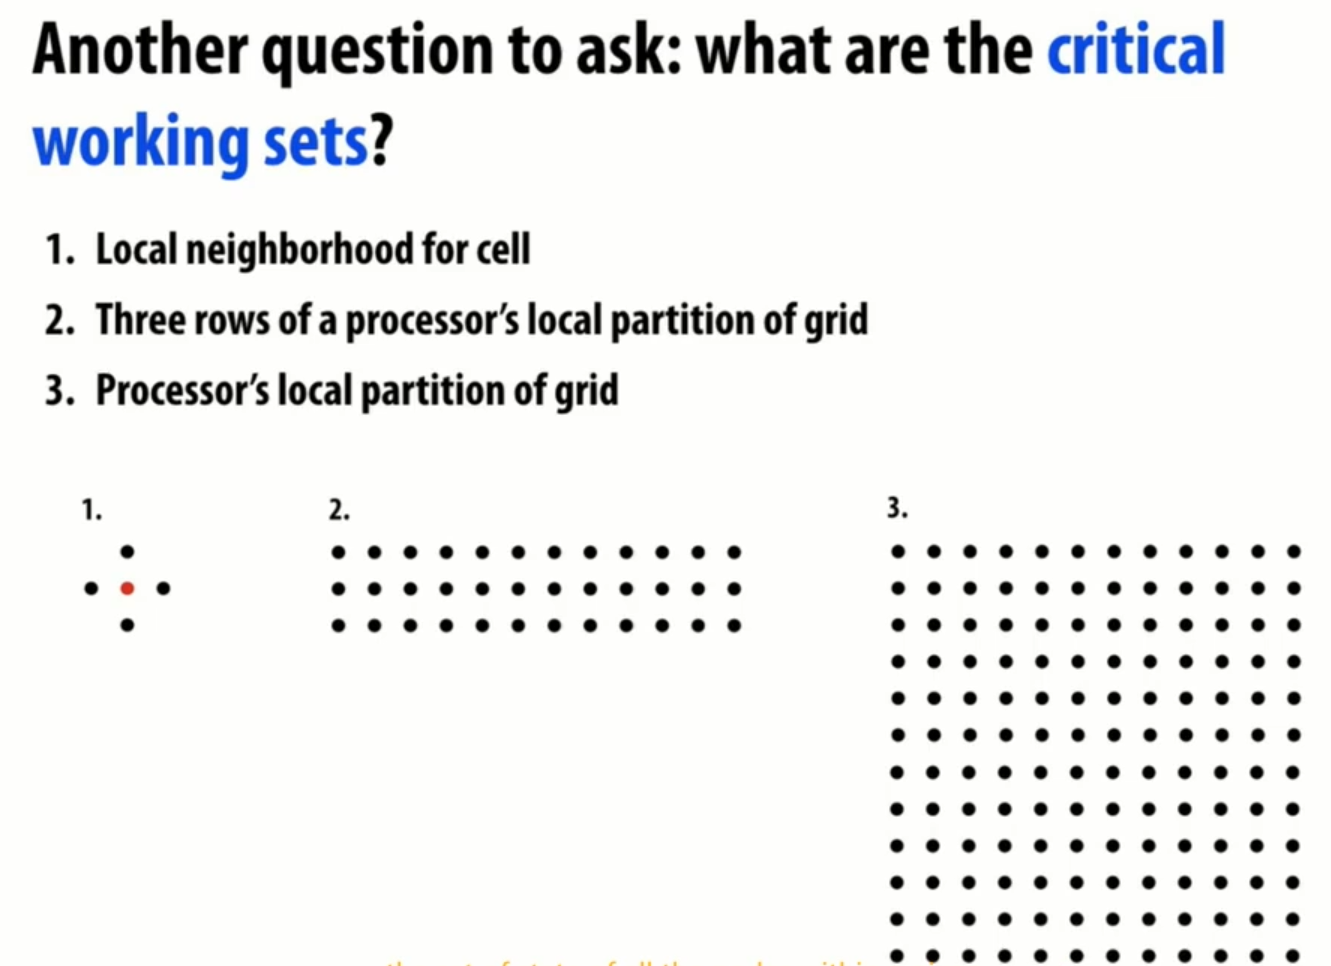 Another question to ask: what are the critical
working sets?
1. Local neighborhood for cell
2. Three rows of a processor’s local partition of grid
3. Processor’s local partition of grid
1.
2.
3.